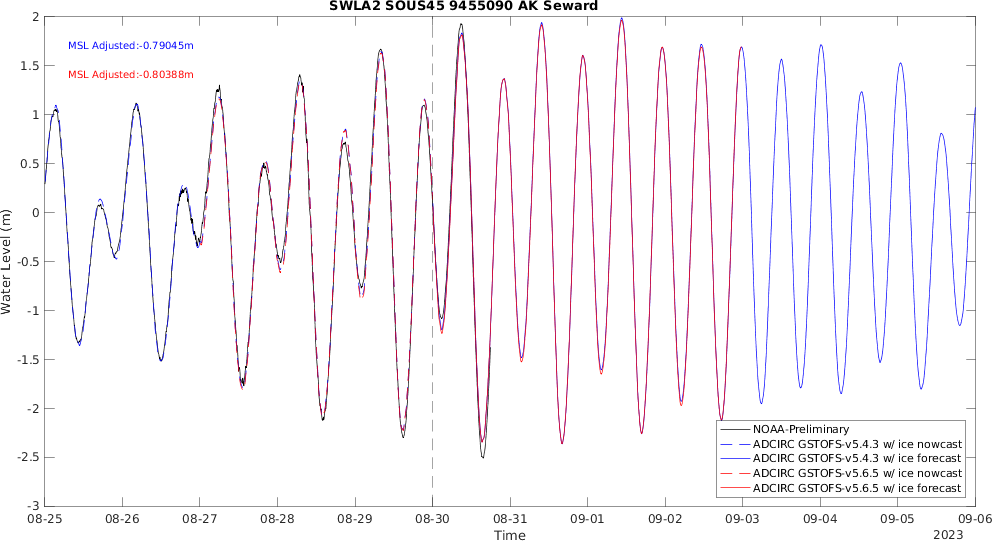 SWLA2 SOUS45 9455090 AK Seward
MSL Adjusted:-0.79045m
MSL Adjusted:-0.80388m
2
1.5
1
0.5
0
-0.5
-1
-1.5
-2
-2.5
-3
Water Level (m)
NOAA-Preliminary
ADCIRC GSTOFS-v5.4.3 w/ ice nowcast
ADCIRC GSTOFS-v5.4.3 w/ ice forecast
ADCIRC GSTOFS-v5.6.5 w/ ice nowcast
ADCIRC GSTOFS-v5.6.5 w/ ice forecast
08-25 08-26 08-27 08-28 08-29 08-30 08-31 09-01 09-02 09-03 09-04 09-05 09-06
Time
2023